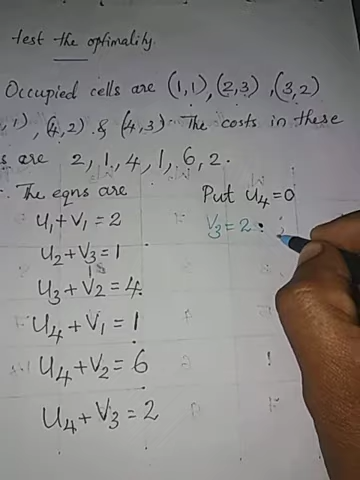 Test the optimality.
Occupied cells are (1,1), (2,3), (3,2)
, 1), (4,2) & (4,3). The costs in these
s are 2, 1, 4, 1, 6, 2.
The eqns are
U₁+V₁=2
U₂+V₃=1
U₃+V₂=4
U₄+V₁=1
U₄+V₂=6
U₄+V₃=2
Put U₄=0
V₃=2